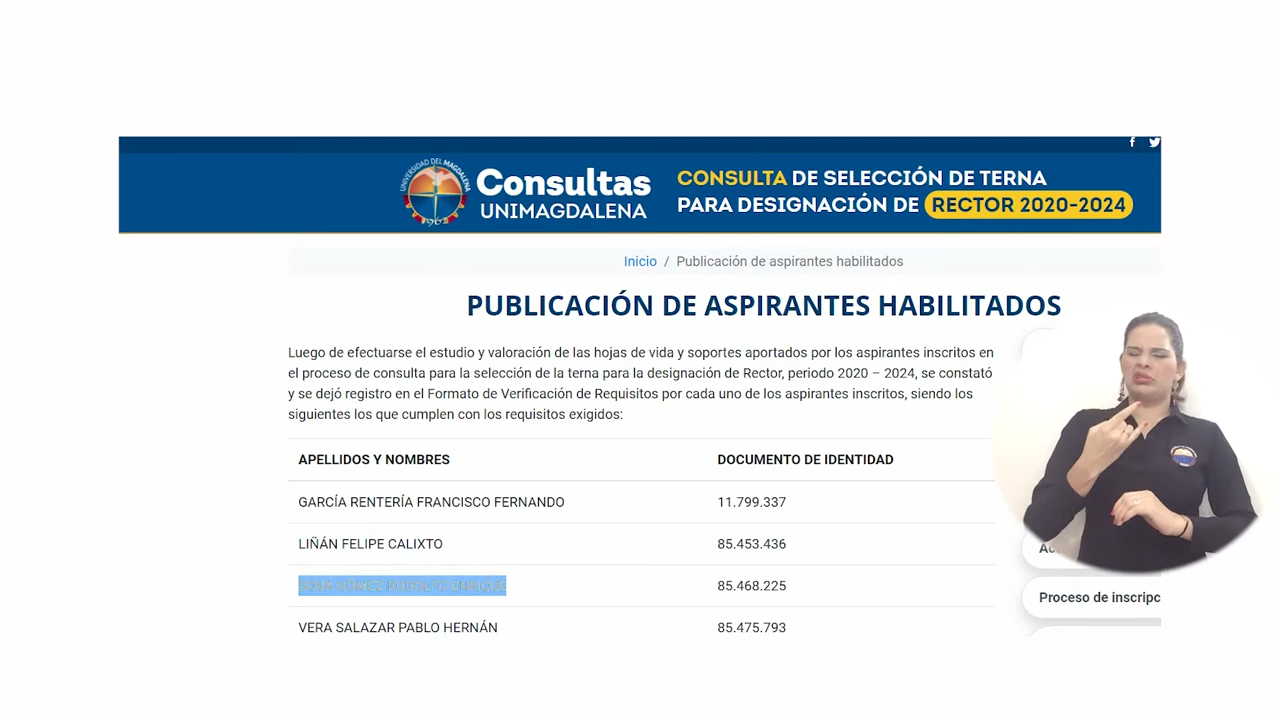 UNIVERSIDAD DEL MAGDALENA
Consultas
UNIMAGDALENA
CONSULTA DE SELECCIÓN DE TERNA
PARA DESIGNACIÓN DE RECTOR 2020-2024
Inicio / Publicación de aspirantes habilitados
PUBLICACIÓN DE ASPIRANTES HABILITADOS
Luego de efectuarse el estudio y valoración de las hojas de vida y soportes aportados por los aspirantes inscritos en
el proceso de consulta para la selección de la terna para la designación de Rector, periodo 2020 – 2024, se constató
y se dejó registro en el Formato de Verificación de Requisitos por cada uno de los aspirantes inscritos, siendo los
siguientes los que cumplen con los requisitos exigidos:
APELLIDOS Y NOMBRES DOCUMENTO DE IDENTIDAD
GARCÍA RENTERÍA FRANCISCO FERNANDO 11.799.337
LIÑÁN FELIPE CALIXTO 85.453.436
GÓMEZ RODOLFO ENRIQUE 85.468.225
VERA SALAZAR PABLO HERNÁN 85.475.793
Proceso de inscripc